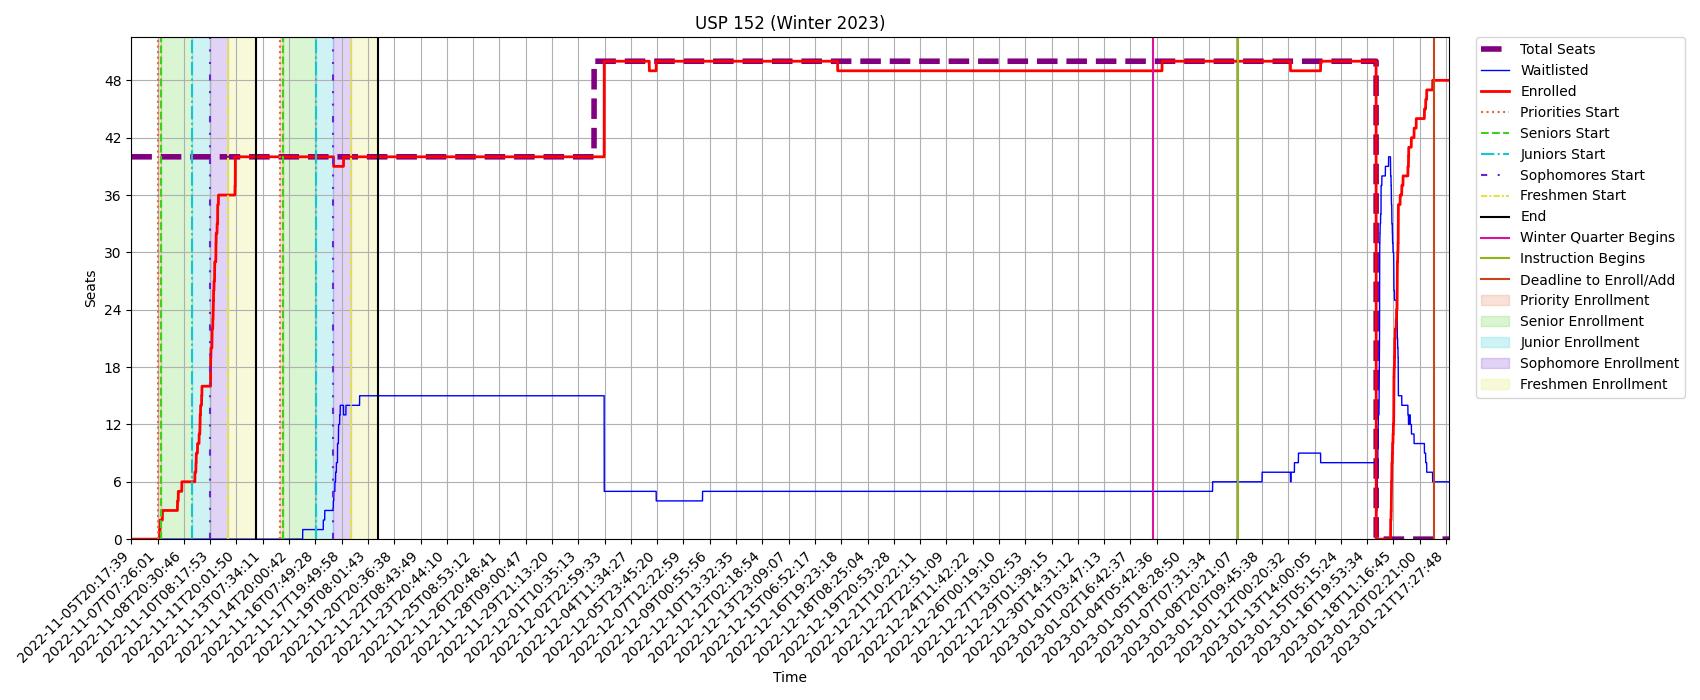 USP 152 (Winter 2023)
Seats
48
42
36
30
24
18
12
6
0
2022-11-05T20:17:39
2022-11-07T07:26:01
2022-11-08T20:30:46
2022-11-10T08:17:53
2022-11-11T20:01:50
2022-11-13T07:34:11
2022-11-14T20:00:42
2022-11-16T07:49:28
2022-11-17T19:49:58
2022-11-19T08:01:43
2022-11-20T20:36:38
2022-11-22T08:43:49
2022-11-23T20:44:10
2022-11-25T08:53:12
2022-11-26T20:48:41
2022-11-28T09:00:47
2022-11-29T21:13:20
2022-12-01T10:35:13
2022-12-02T22:59:33
2022-12-04T11:34:27
2022-12-05T23:45:20
2022-12-07T12:22:59
2022-12-09T00:55:56
2022-12-10T13:32:35
2022-12-12T02:18:54
2022-12-13T23:09:07
2022-12-15T06:52:17
2022-12-16T19:23:18
2022-12-18T08:25:04
2022-12-19T20:53:28
2022-12-21T10:22:11
2022-12-22T22:51:09
2022-12-24T11:42:22
2022-12-26T00:19:10
2022-12-27T13:02:53
2022-12-29T01:39:15
2022-12-30T14:31:12
2023-01-01T03:47:13
2023-01-02T16:42:37
2023-01-04T05:42:36
2023-01-05T18:28:50
2023-01-07T07:31:34
2023-01-08T20:21:07
2023-01-10T09:45:38
2023-01-12T00:20:32
2023-01-13T14:00:05
2023-01-15T05:15:24
2023-01-16T19:53:34
2023-01-18T11:16:45
2023-01-20T02:21:00
2023-01-21T17:27:48
Time
Total Seats
Waitlisted
Enrolled
Priorities Start
Seniors Start
Juniors Start
Sophomores Start
Freshmen Start
End
Winter Quarter Begins
Instruction Begins
Deadline to Enroll/Add
Priority Enrollment
Senior Enrollment
Junior Enrollment
Sophomore Enrollment
Freshmen Enrollment